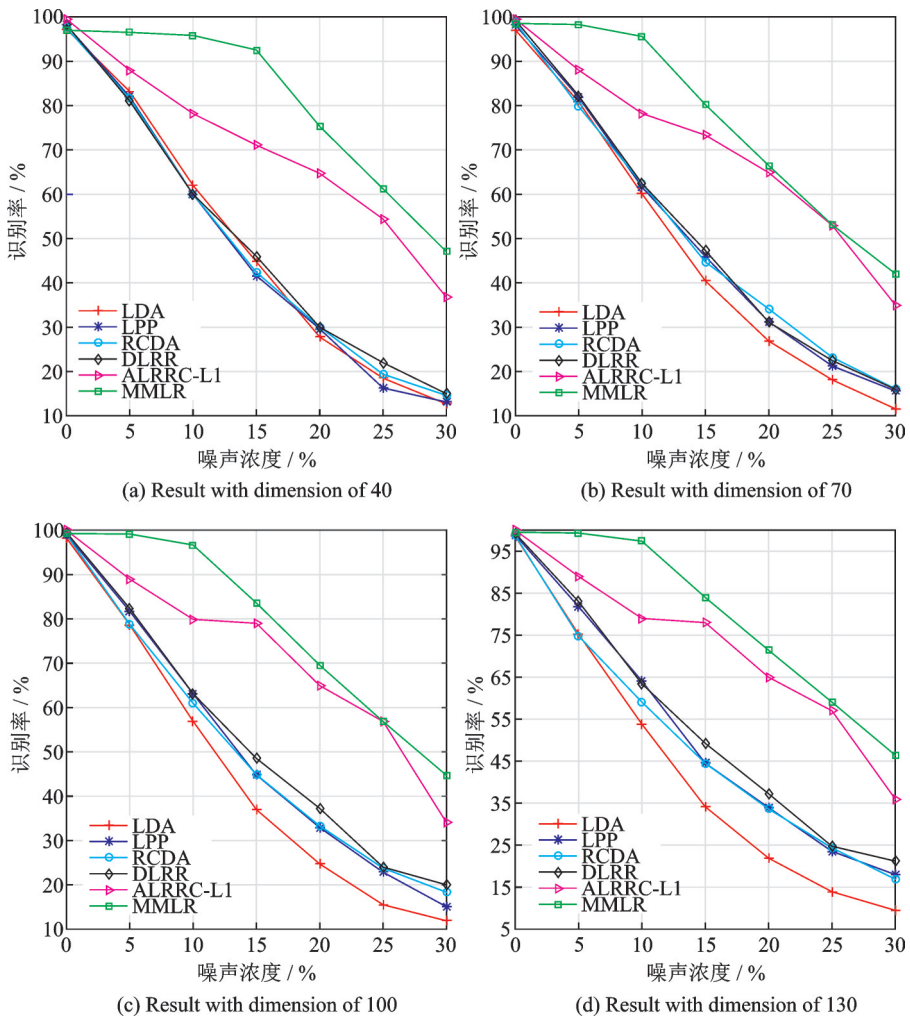 100
90
80
70
60
50
40
30
20
10
识别率 / %
LDA
LPP
RCDA
DLRR
ALRRC-L1
MMLR
0 5 10 15 20 25 30
噪声浓度 / %
(a) Result with dimension of 40
100
90
80
70
60
50
40
30
20
10
识别率 / %
LDA
LPP
RCDA
DLRR
ALRRC-L1
MMLR
0 5 10 15 20 25 30
噪声浓度 / %
(b) Result with dimension of 70
100
90
80
70
60
50
40
30
20
10
识别率 / %
LDA
LPP
RCDA
DLRR
ALRRC-L1
MMLR
0 5 10 15 20 25 30
噪声浓度 / %
(c) Result with dimension of 100
95
85
75
65
55
45
35
25
15
5
识别率 / %
LDA
LPP
RCDA
DLRR
ALRRC-L1
MMLR
0 5 10 15 20 25 30
噪声浓度 / %
(d) Result with dimension of 130